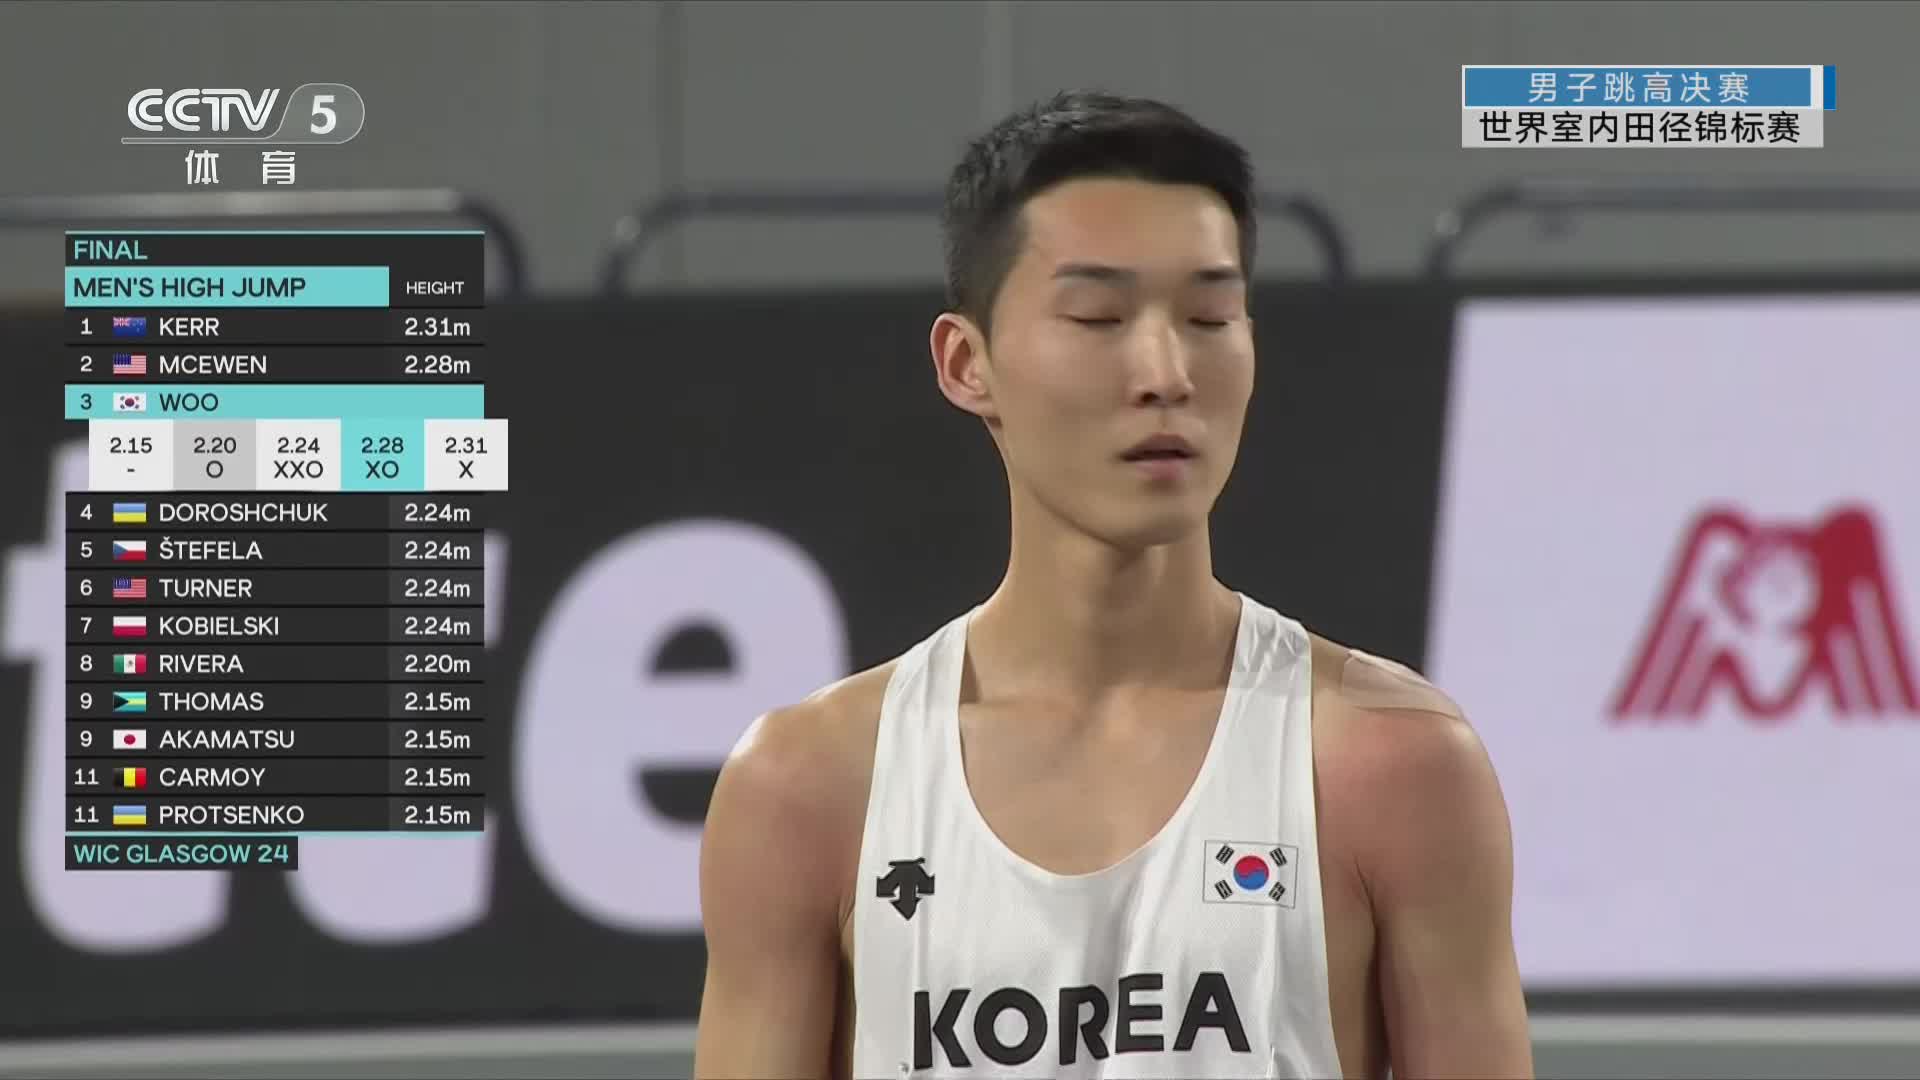 CCTV 5
体 育
男子跳高决赛
世界室内田径锦标赛
FINAL
MEN'S HIGH JUMP HEIGHT
1 KERR 2.31m
2 MCEWEN 2.28m
3 WOO
2.15 2.20 2.24 2.28 2.31
- O XXO XO X
4 DOROSHCHUK 2.24m
5 ŠTEFELA 2.24m
6 TURNER 2.24m
7 KOBIELSKI 2.24m
8 RIVERA 2.20m
9 THOMAS 2.15m
9 AKAMATSU 2.15m
11 CARMOY 2.15m
11 PROTSENKO 2.15m
WIC GLASGOW 24
te
KOREA